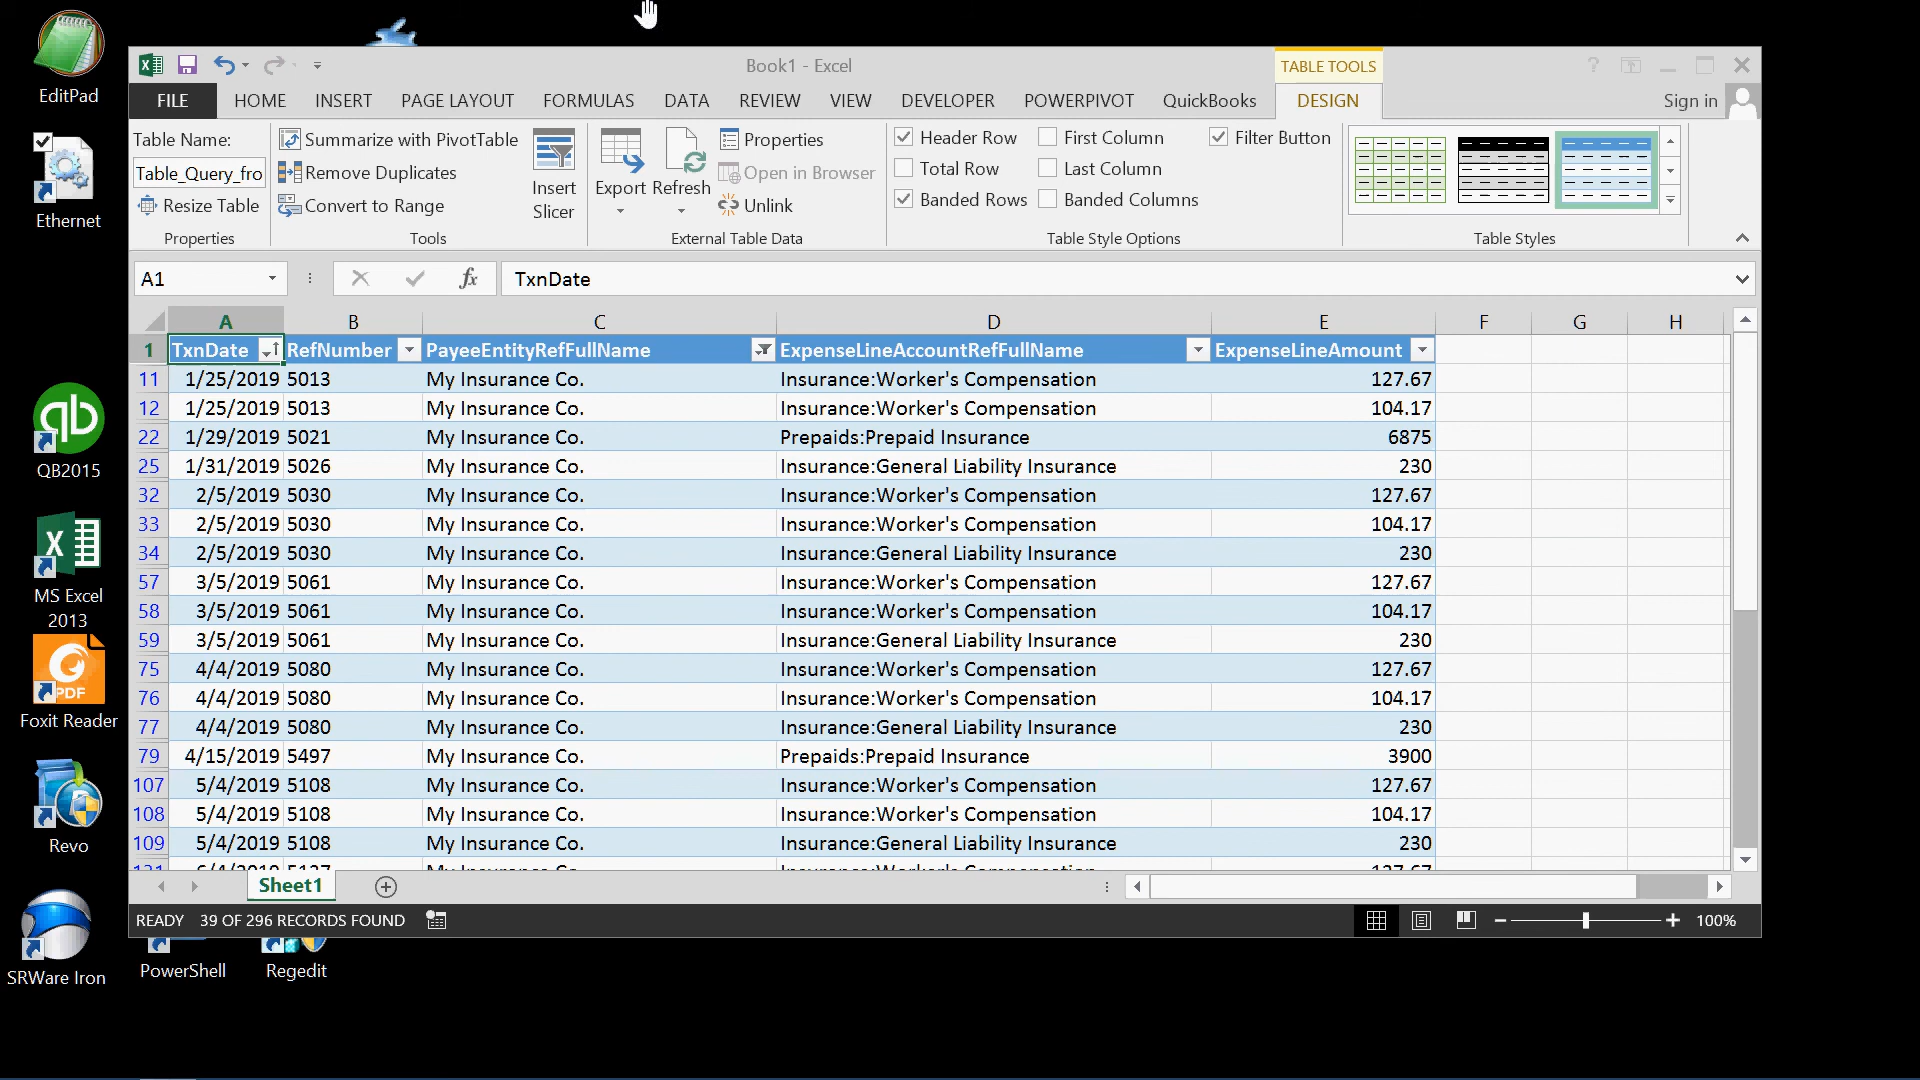 EditPad
Ethernet
QB2015
MS Excel
2013
PDF
Foxit Reader
Revo
SRWare Iron
PowerShell
Regedit
Book1 - Excel
TABLE TOOLS
FILE HOME INSERT PAGE LAYOUT FORMULAS DATA REVIEW VIEW DEVELOPER POWERPIVOT QuickBooks DESIGN Sign in
Table Name:
Table_Query_fro
Resize Table
Properties
Summarize with PivotTable
Remove Duplicates
Convert to Range
Tools
Insert
Slicer
Export Refresh
Properties
Open in Browser
Unlink
External Table Data
Header Row First Column Filter Button
Total Row Last Column
Banded Rows Banded Columns
Table Style Options
Table Styles
A1 fx TxnDate
A B C D E F G H
1 TxnDate RefNumber PayeeEntityRefFullName ExpenseLineAccountRefFullName ExpenseLineAmount
11 1/25/2019 5013 My Insurance Co. Insurance:Worker's Compensation 127.67
12 1/25/2019 5013 My Insurance Co. Insurance:Worker's Compensation 104.17
22 1/29/2019 5021 My Insurance Co. Prepaids:Prepaid Insurance 6875
25 1/31/2019 5026 My Insurance Co. Insurance:General Liability Insurance 230
32 2/5/2019 5030 My Insurance Co. Insurance:Worker's Compensation 127.67
33 2/5/2019 5030 My Insurance Co. Insurance:Worker's Compensation 104.17
34 2/5/2019 5030 My Insurance Co. Insurance:General Liability Insurance 230
57 3/5/2019 5061 My Insurance Co. Insurance:Worker's Compensation 127.67
58 3/5/2019 5061 My Insurance Co. Insurance:Worker's Compensation 104.17
59 3/5/2019 5061 My Insurance Co. Insurance:General Liability Insurance 230
75 4/4/2019 5080 My Insurance Co. Insurance:Worker's Compensation 127.67
76 4/4/2019 5080 My Insurance Co. Insurance:Worker's Compensation 104.17
77 4/4/2019 5080 My Insurance Co. Insurance:General Liability Insurance 230
79 4/15/2019 5497 My Insurance Co. Prepaids:Prepaid Insurance 3900
107 5/4/2019 5108 My Insurance Co. Insurance:Worker's Compensation 127.67
108 5/4/2019 5108 My Insurance Co. Insurance:Worker's Compensation 104.17
109 5/4/2019 5108 My Insurance Co. Insurance:General Liability Insurance 230
Sheet1
READY 39 OF 296 RECORDS FOUND 100%